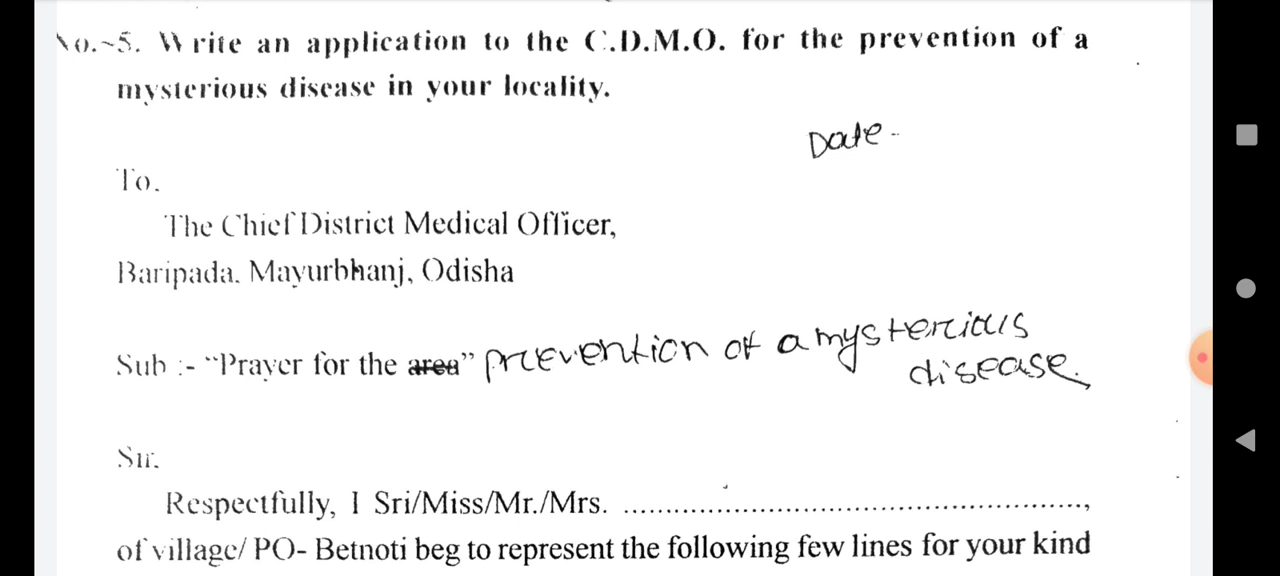 No.~5. Write an application to the C.D.M.O. for the prevention of a
mysterious disease in your locality.
Date -
To.
The Chief District Medical Officer,
Baripada. Mayurbhanj, Odisha
Sub :- "Prayer for the area" prevention of a mysterious
disease.
Sir.
Respectfully, I Sri/Miss/Mr./Mrs. ......................................................,
of village/ PO- Betnoti beg to represent the following few lines for your kind